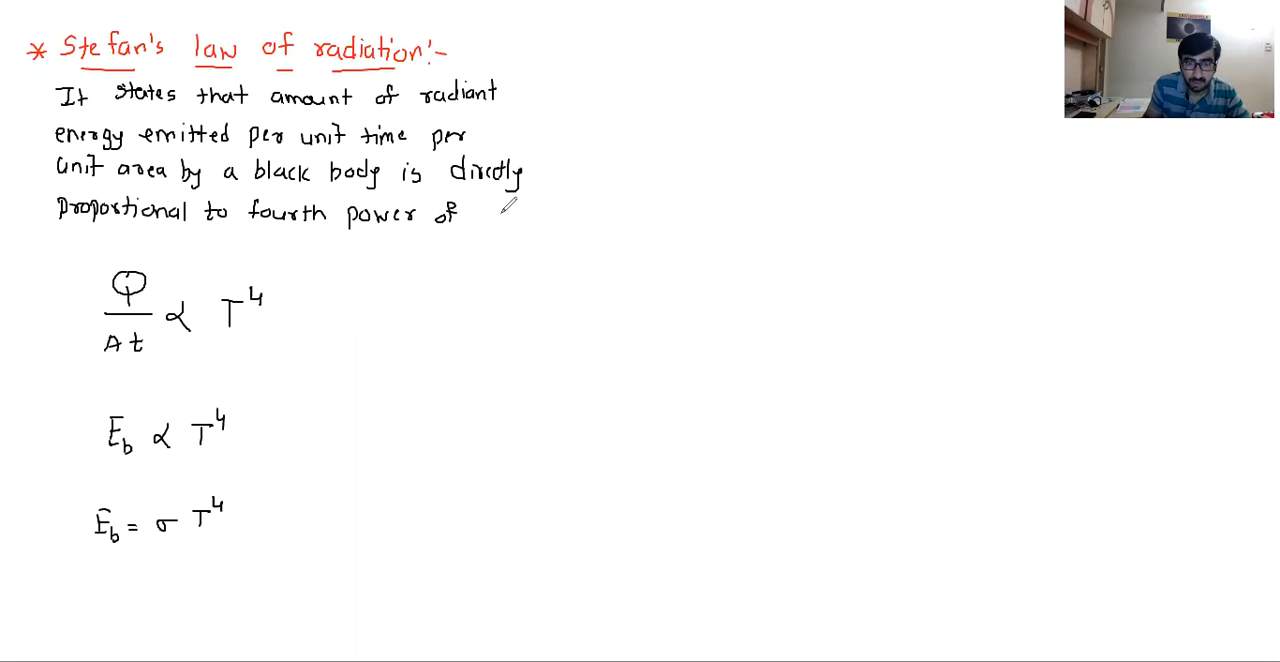 * Stefan's law of radiation:-
It states that amount of radiant
energy emitted per unit time per
unit area by a black body is directly
proportional to fourth power of
Q
At ∝ T⁴
E_b ∝ T⁴
E_b = σ T⁴